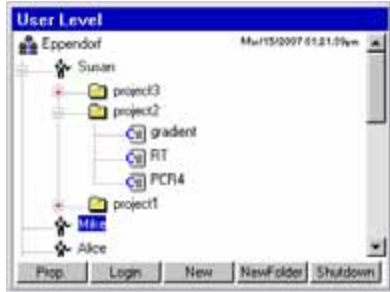 User Level
Eppendorf Mar/15/2007 01:21:39pm
Susan
project3
project2
gradient
RT
PCR4
project1
Mike
Alice
Prop. Login New NewFolder Shutdown